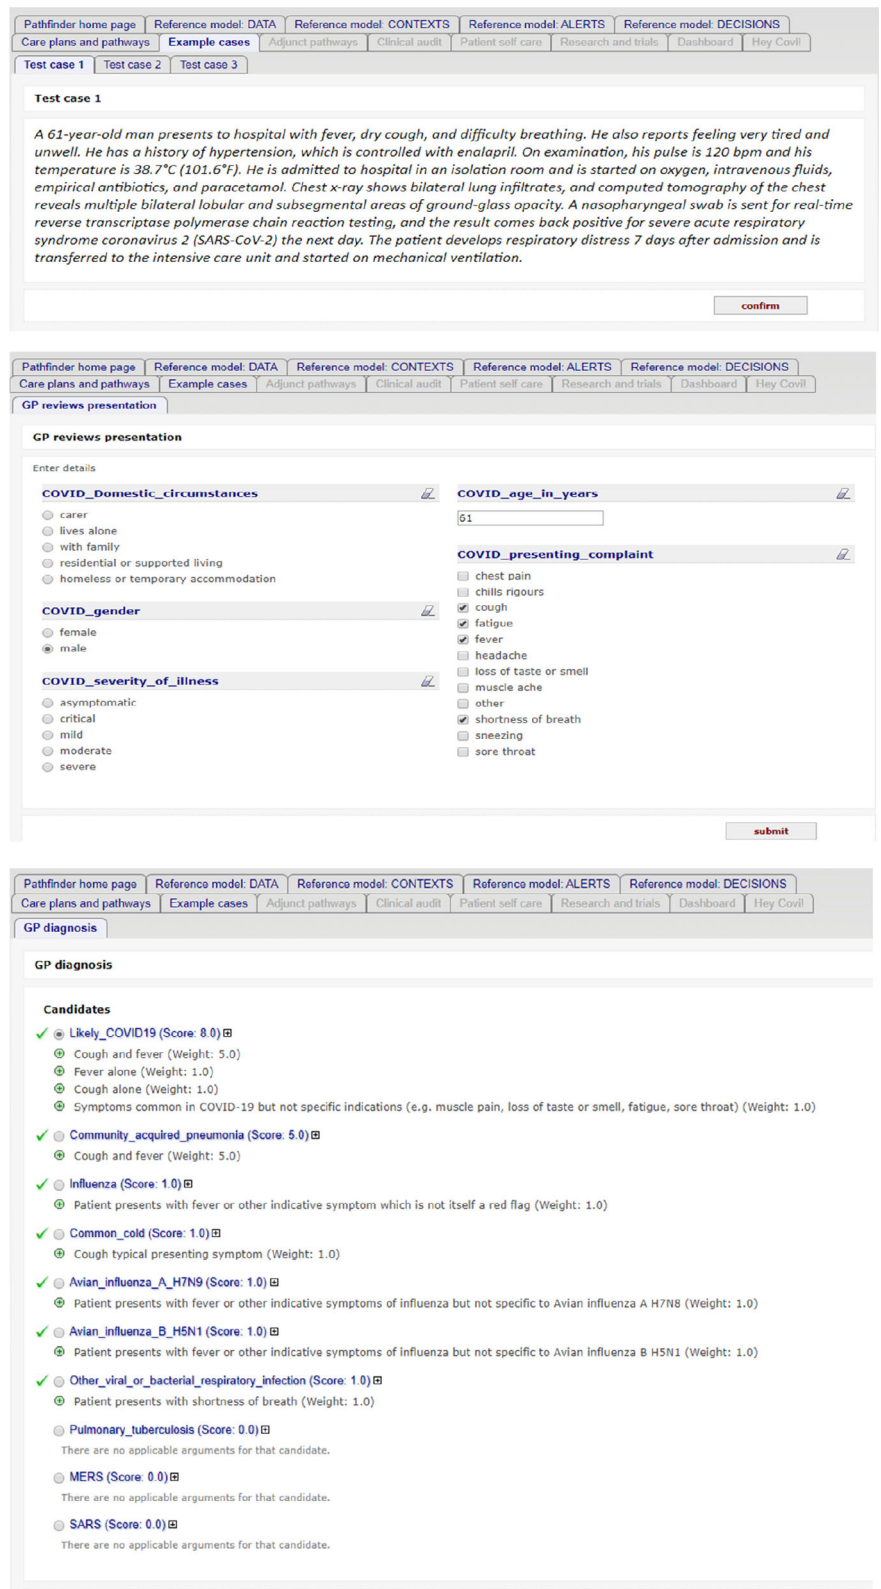 Pathfinder home page Reference model: DATA Reference model: CONTEXTS Reference model: ALERTS Reference model: DECISIONS
Care plans and pathways Example cases Adjunct pathways Clinical audit Patient self care Research and trials Dashboard Hey Covil
Test case 1 Test case 2 Test case 3
Test case 1
A 61-year-old man presents to hospital with fever, dry cough, and difficulty breathing. He also reports feeling very tired and
unwell. He has a history of hypertension, which is controlled with enalapril. On examination, his pulse is 120 bpm and his
temperature is 38.7°C (101.6°F). He is admitted to hospital in an isolation room and is started on oxygen, intravenous fluids,
empirical antibiotics, and paracetamol. Chest x-ray shows bilateral lung infiltrates, and computed tomography of the chest
reveals multiple bilateral lobular and subsegmental areas of ground-glass opacity. A nasopharyngeal swab is sent for real-time
reverse transcriptase polymerase chain reaction testing, and the result comes back positive for severe acute respiratory
syndrome coronavirus 2 (SARS-CoV-2) the next day. The patient develops respiratory distress 7 days after admission and is
transferred to the intensive care unit and started on mechanical ventilation.
confirm
Pathfinder home page Reference model: DATA Reference model: CONTEXTS Reference model: ALERTS Reference model: DECISIONS
Care plans and pathways Example cases Adjunct pathways Clinical audit Patient self care Research and trials Dashboard Hey Covil
GP reviews presentation
GP reviews presentation
Enter details
COVID_Domestic_circumstances
carer
lives alone
with family
residential or supported living
homeless or temporary accommodation
COVID_gender
female
male
COVID_severity_of_illness
asymptomatic
critical
mild
moderate
severe
COVID_age_in_years
61
COVID_presenting_complaint
chest pain
chills rigours
cough
fatigue
fever
headache
loss of taste or smell
muscle ache
other
shortness of breath
sneezing
sore throat
submit
Pathfinder home page Reference model: DATA Reference model: CONTEXTS Reference model: ALERTS Reference model: DECISIONS
Care plans and pathways Example cases Adjunct pathways Clinical audit Patient self care Research and trials Dashboard Hey Covil
GP diagnosis
GP diagnosis
Candidates
Likely_COVID19 (Score: 8.0)
Cough and fever (Weight: 5.0)
Fever alone (Weight: 1.0)
Cough alone (Weight: 1.0)
Symptoms common in COVID-19 but not specific indications (e.g. muscle pain, loss of taste or smell, fatigue, sore throat) (Weight: 1.0)
Community_acquired_pneumonia (Score: 5.0)
Cough and fever (Weight: 5.0)
Influenza (Score: 1.0)
Patient presents with fever or other indicative symptom which is not itself a red flag (Weight: 1.0)
Common_cold (Score: 1.0)
Cough typical presenting symptom (Weight: 1.0)
Avian_influenza_A_H7N9 (Score: 1.0)
Patient presents with fever or other indicative symptoms of influenza but not specific to Avian influenza A H7N8 (Weight: 1.0)
Avian_influenza_B_H5N1 (Score: 1.0)
Patient presents with fever or other indicative symptoms of influenza but not specific to Avian influenza B H5N1 (Weight: 1.0)
Other_viral_or_bacterial_respiratory_infection (Score: 1.0)
Patient presents with shortness of breath (Weight: 1.0)
Pulmonary_tuberculosis (Score: 0.0)
There are no applicable arguments for that candidate.
MERS (Score: 0.0)
There are no applicable arguments for that candidate.
SARS (Score: 0.0)
There are no applicable arguments for that candidate.